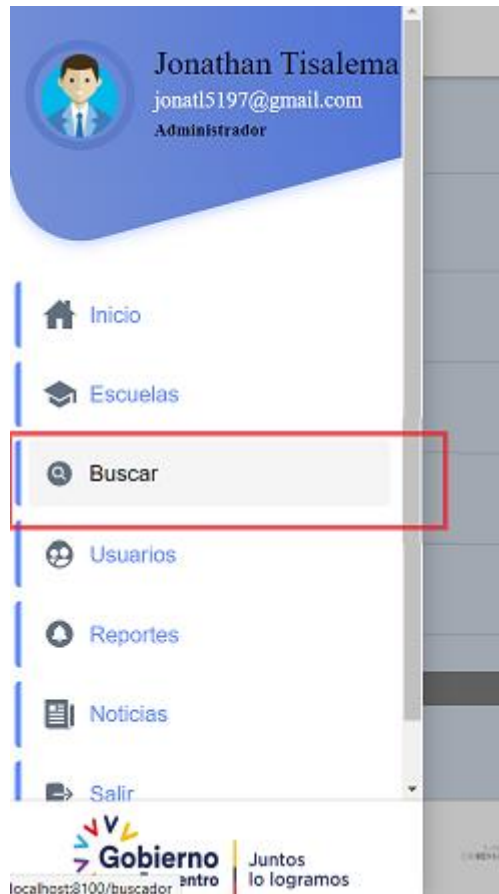 Jonathan Tisalema
jonatl5197@gmail.com
Administrador
Inicio
Escuelas
Buscar
Usuarios
Reportes
Noticias
Salir
Gobierno
entro
Juntos
lo logramos
localhost:8100/buscador